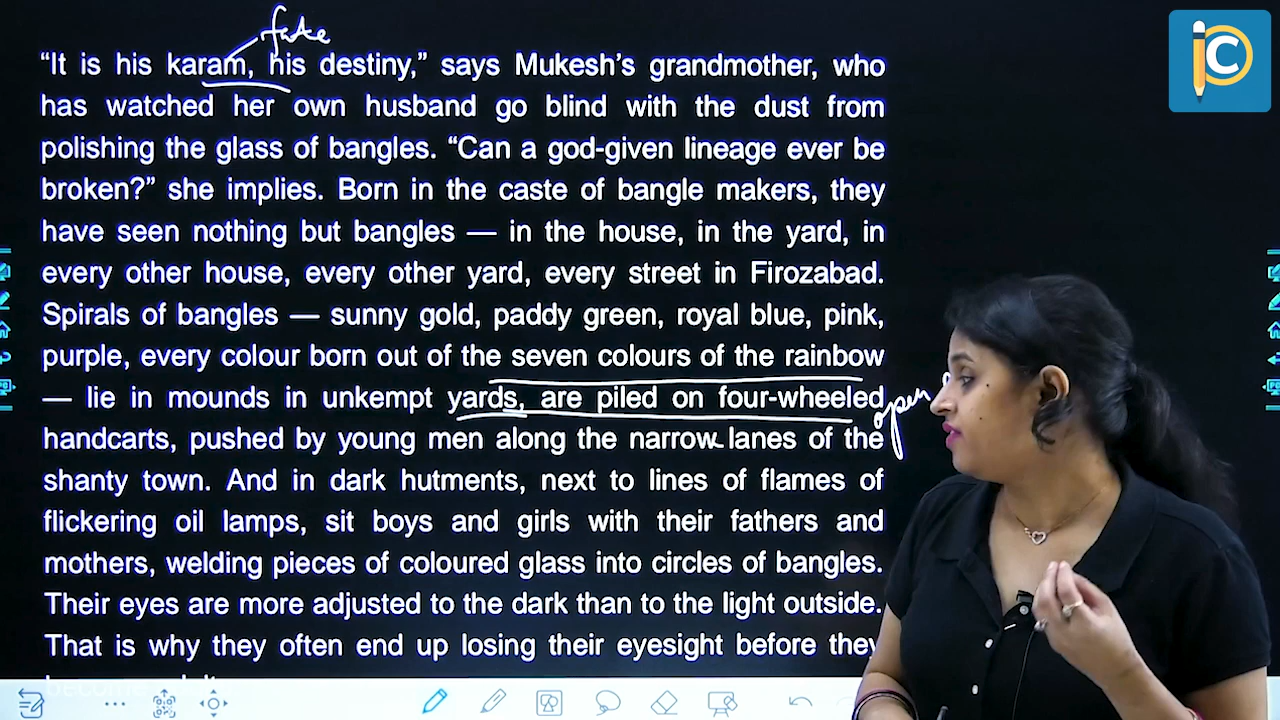 fate
“It is his karam, his destiny,” says Mukesh’s grandmother, who
has watched her own husband go blind with the dust from
polishing the glass of bangles. “Can a god-given lineage ever be
broken?” she implies. Born in the caste of bangle makers, they
have seen nothing but bangles — in the house, in the yard, in
every other house, every other yard, every street in Firozabad.
Spirals of bangles — sunny gold, paddy green, royal blue, pink,
purple, every colour born out of the seven colours of the rainbow
— lie in mounds in unkempt yards, are piled on four-wheeled
open
handcarts, pushed by young men along the narrow lanes of the
shanty town. And in dark hutments, next to lines of flames of
flickering oil lamps, sit boys and girls with their fathers and
mothers, welding pieces of coloured glass into circles of bangles.
Their eyes are more adjusted to the dark than to the light outside.
That is why they often end up losing their eyesight before they
become